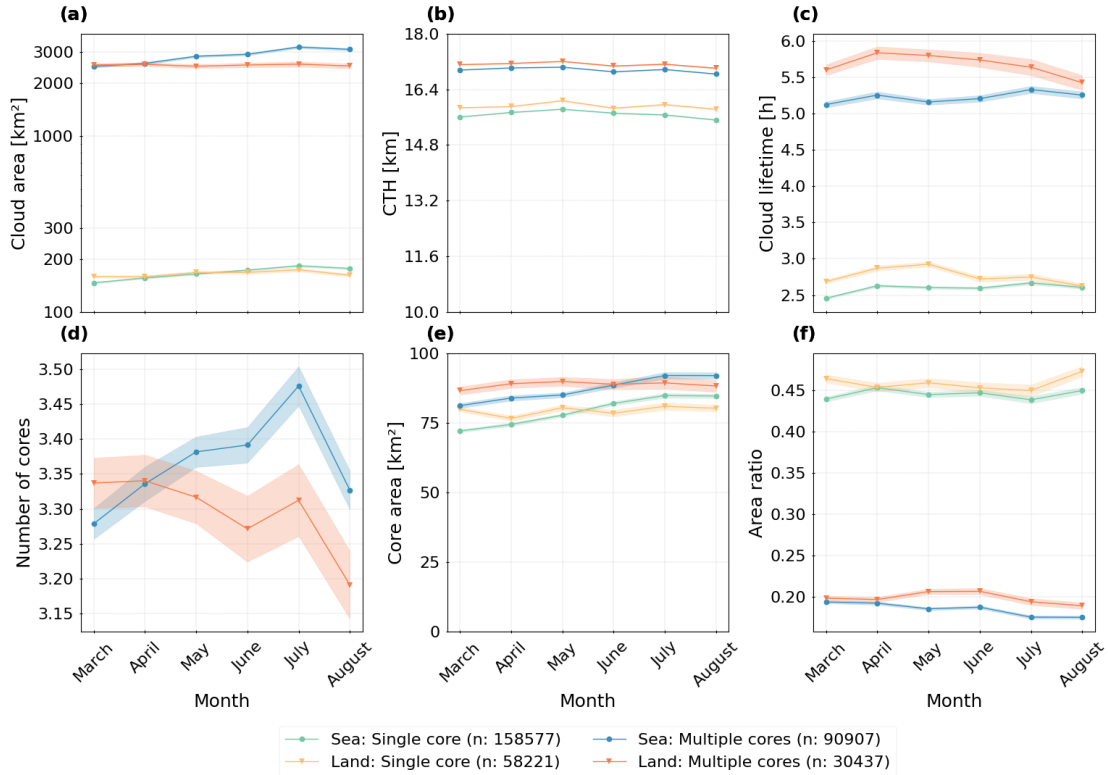 (a)
(b)
(c)
Cloud area [km²]
3000
2000
1000
300
200
100
CTH [km]
18.0
16.4
14.8
13.2
11.6
10.0
Cloud lifetime [h]
6.0
5.5
5.0
4.5
4.0
3.5
3.0
2.5
(d)
(e)
(f)
Number of cores
3.50
3.45
3.40
3.35
3.30
3.25
3.20
3.15
Core area [km²]
100
75
50
25
0
Area ratio
0.45
0.40
0.35
0.30
0.25
0.20
March April May June July August
March April May June July August
March April May June July August
Month
Month
Month
Sea: Single core (n: 158577)
Land: Single core (n: 58221)
Sea: Multiple cores (n: 90907)
Land: Multiple cores (n: 30437)